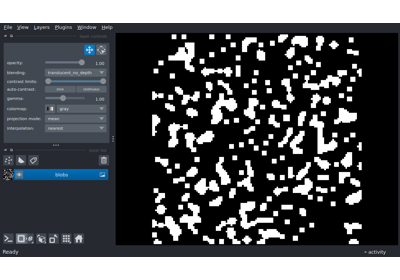 File View Layers Plugins Window Help
opacity: 1.00
blending: translucent_no_depth
contrast limits:
auto-contrast: once continuous
gamma: 1.00
colormap: gray
projection mode: none
interpolation: nearest
blobs
Ready activity